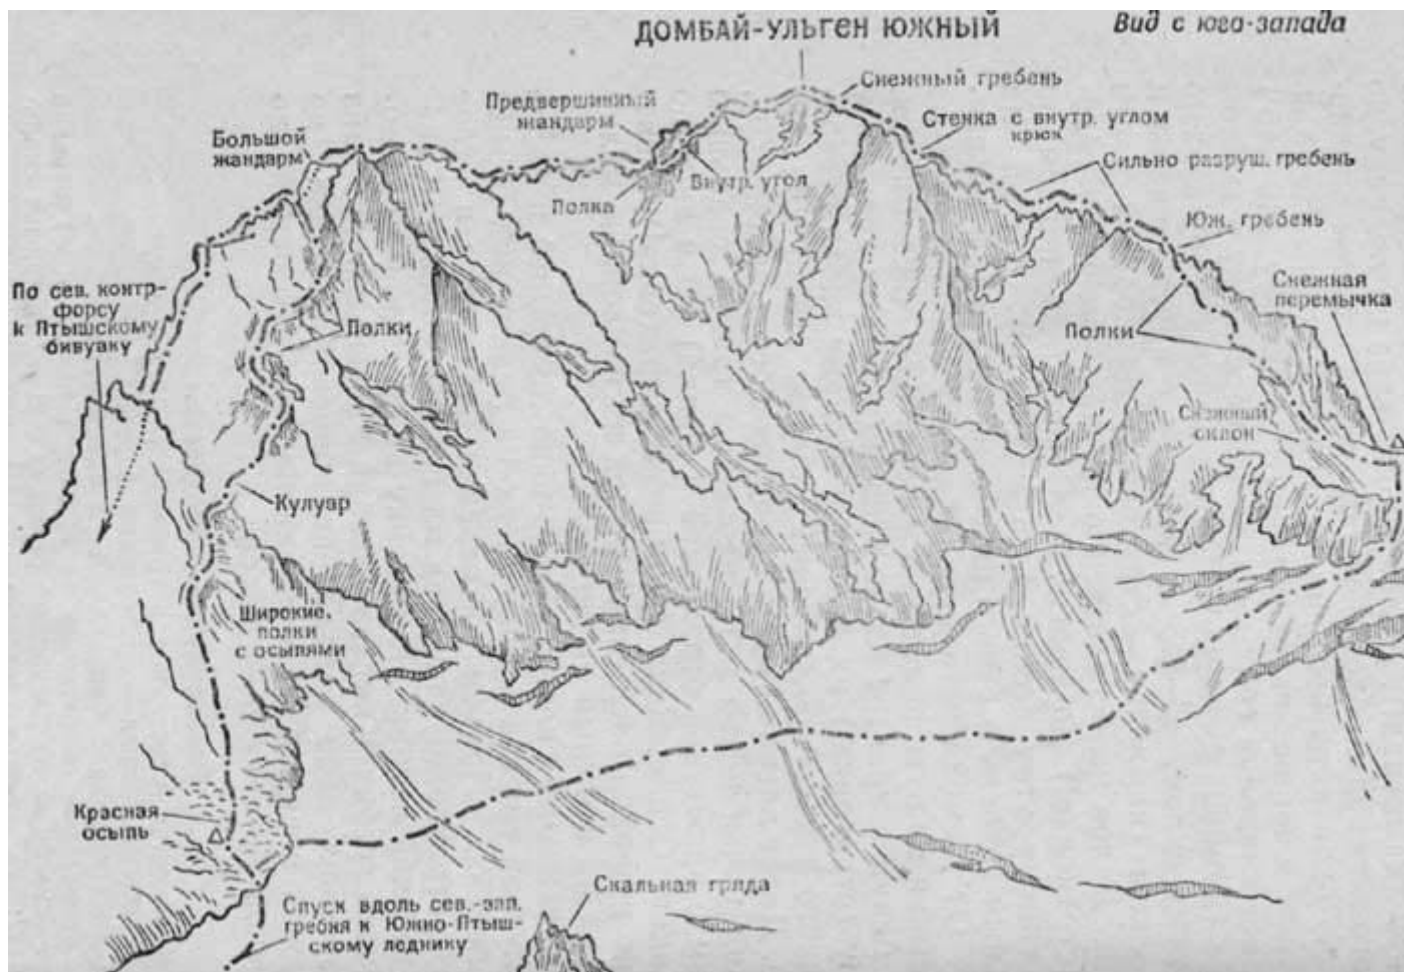 ДОМБАЙ-УЛЬГЕН ЮЖНЫЙ
Вид с юго-запада
Снежный гребень
Предвершинный
жандарм
Стенка с внутр. углом
крюк
Большой
жандарм
Сильно разруш. гребень
Внутр. угол
Полка
Юж. гребень
По сев. контр-
форсу
к Птышскому
бивуаку
Снежная
перемычка
Полки
Полки
Снежный
склон
Кулуар
Широкие
полки
с осыпями
Красная
осыпь
Скальная гряда
Спуск вдоль сев.-зап.
гребня к Южно-Птыш-
скому леднику